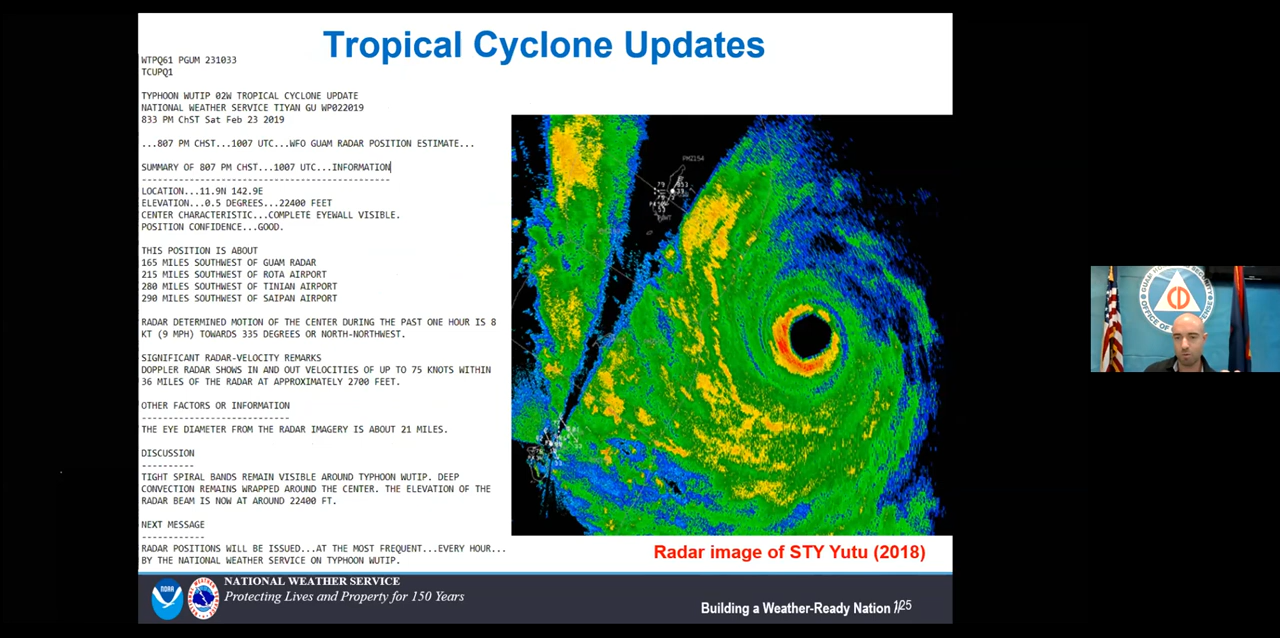 Tropical Cyclone Updates
WTPQ61 PGUM 231033
TCUPQ1
TYPHOON WUTIP 02W TROPICAL CYCLONE UPDATE
NATIONAL WEATHER SERVICE TIYAN GU WP022019
833 PM ChST Sat Feb 23 2019
...807 PM CHST...1007 UTC...WFO GUAM RADAR POSITION ESTIMATE...
SUMMARY OF 807 PM CHST...1007 UTC...INFORMATION
----------------------------------------------
LOCATION...11.9N 142.9E
ELEVATION...0.5 DEGREES...22400 FEET
CENTER CHARACTERISTIC...COMPLETE EYEWALL VISIBLE.
POSITION CONFIDENCE...GOOD.
THIS POSITION IS ABOUT
165 MILES SOUTHWEST OF GUAM RADAR
215 MILES SOUTHWEST OF ROTA AIRPORT
280 MILES SOUTHWEST OF TINIAN AIRPORT
290 MILES SOUTHWEST OF SAIPAN AIRPORT
RADAR DETERMINED MOTION OF THE CENTER DURING THE PAST ONE HOUR IS 8
KT (9 MPH) TOWARDS 335 DEGREES OR NORTH-NORTHWEST.
SIGNIFICANT RADAR-VELOCITY REMARKS
DOPPLER RADAR SHOWS IN AND OUT VELOCITIES OF UP TO 75 KNOTS WITHIN
36 MILES OF THE RADAR AT APPROXIMATELY 2700 FEET.
OTHER FACTORS OR INFORMATION
----------------------------
THE EYE DIAMETER FROM THE RADAR IMAGERY IS ABOUT 21 MILES.
DISCUSSION
----------
TIGHT SPIRAL BANDS REMAIN VISIBLE AROUND TYPHOON WUTIP. DEEP
CONVECTION REMAINS WRAPPED AROUND THE CENTER. THE ELEVATION OF THE
RADAR BEAM IS NOW AT AROUND 22400 FT.
NEXT MESSAGE
------------
RADAR POSITIONS WILL BE ISSUED...AT THE MOST FREQUENT...EVERY HOUR...
BY THE NATIONAL WEATHER SERVICE ON TYPHOON WUTIP.
Radar image of STY Yutu (2018)
NOAA
NATIONAL WEATHER SERVICE
Protecting Lives and Property for 150 Years
Building a Weather-Ready Nation //
25
CD